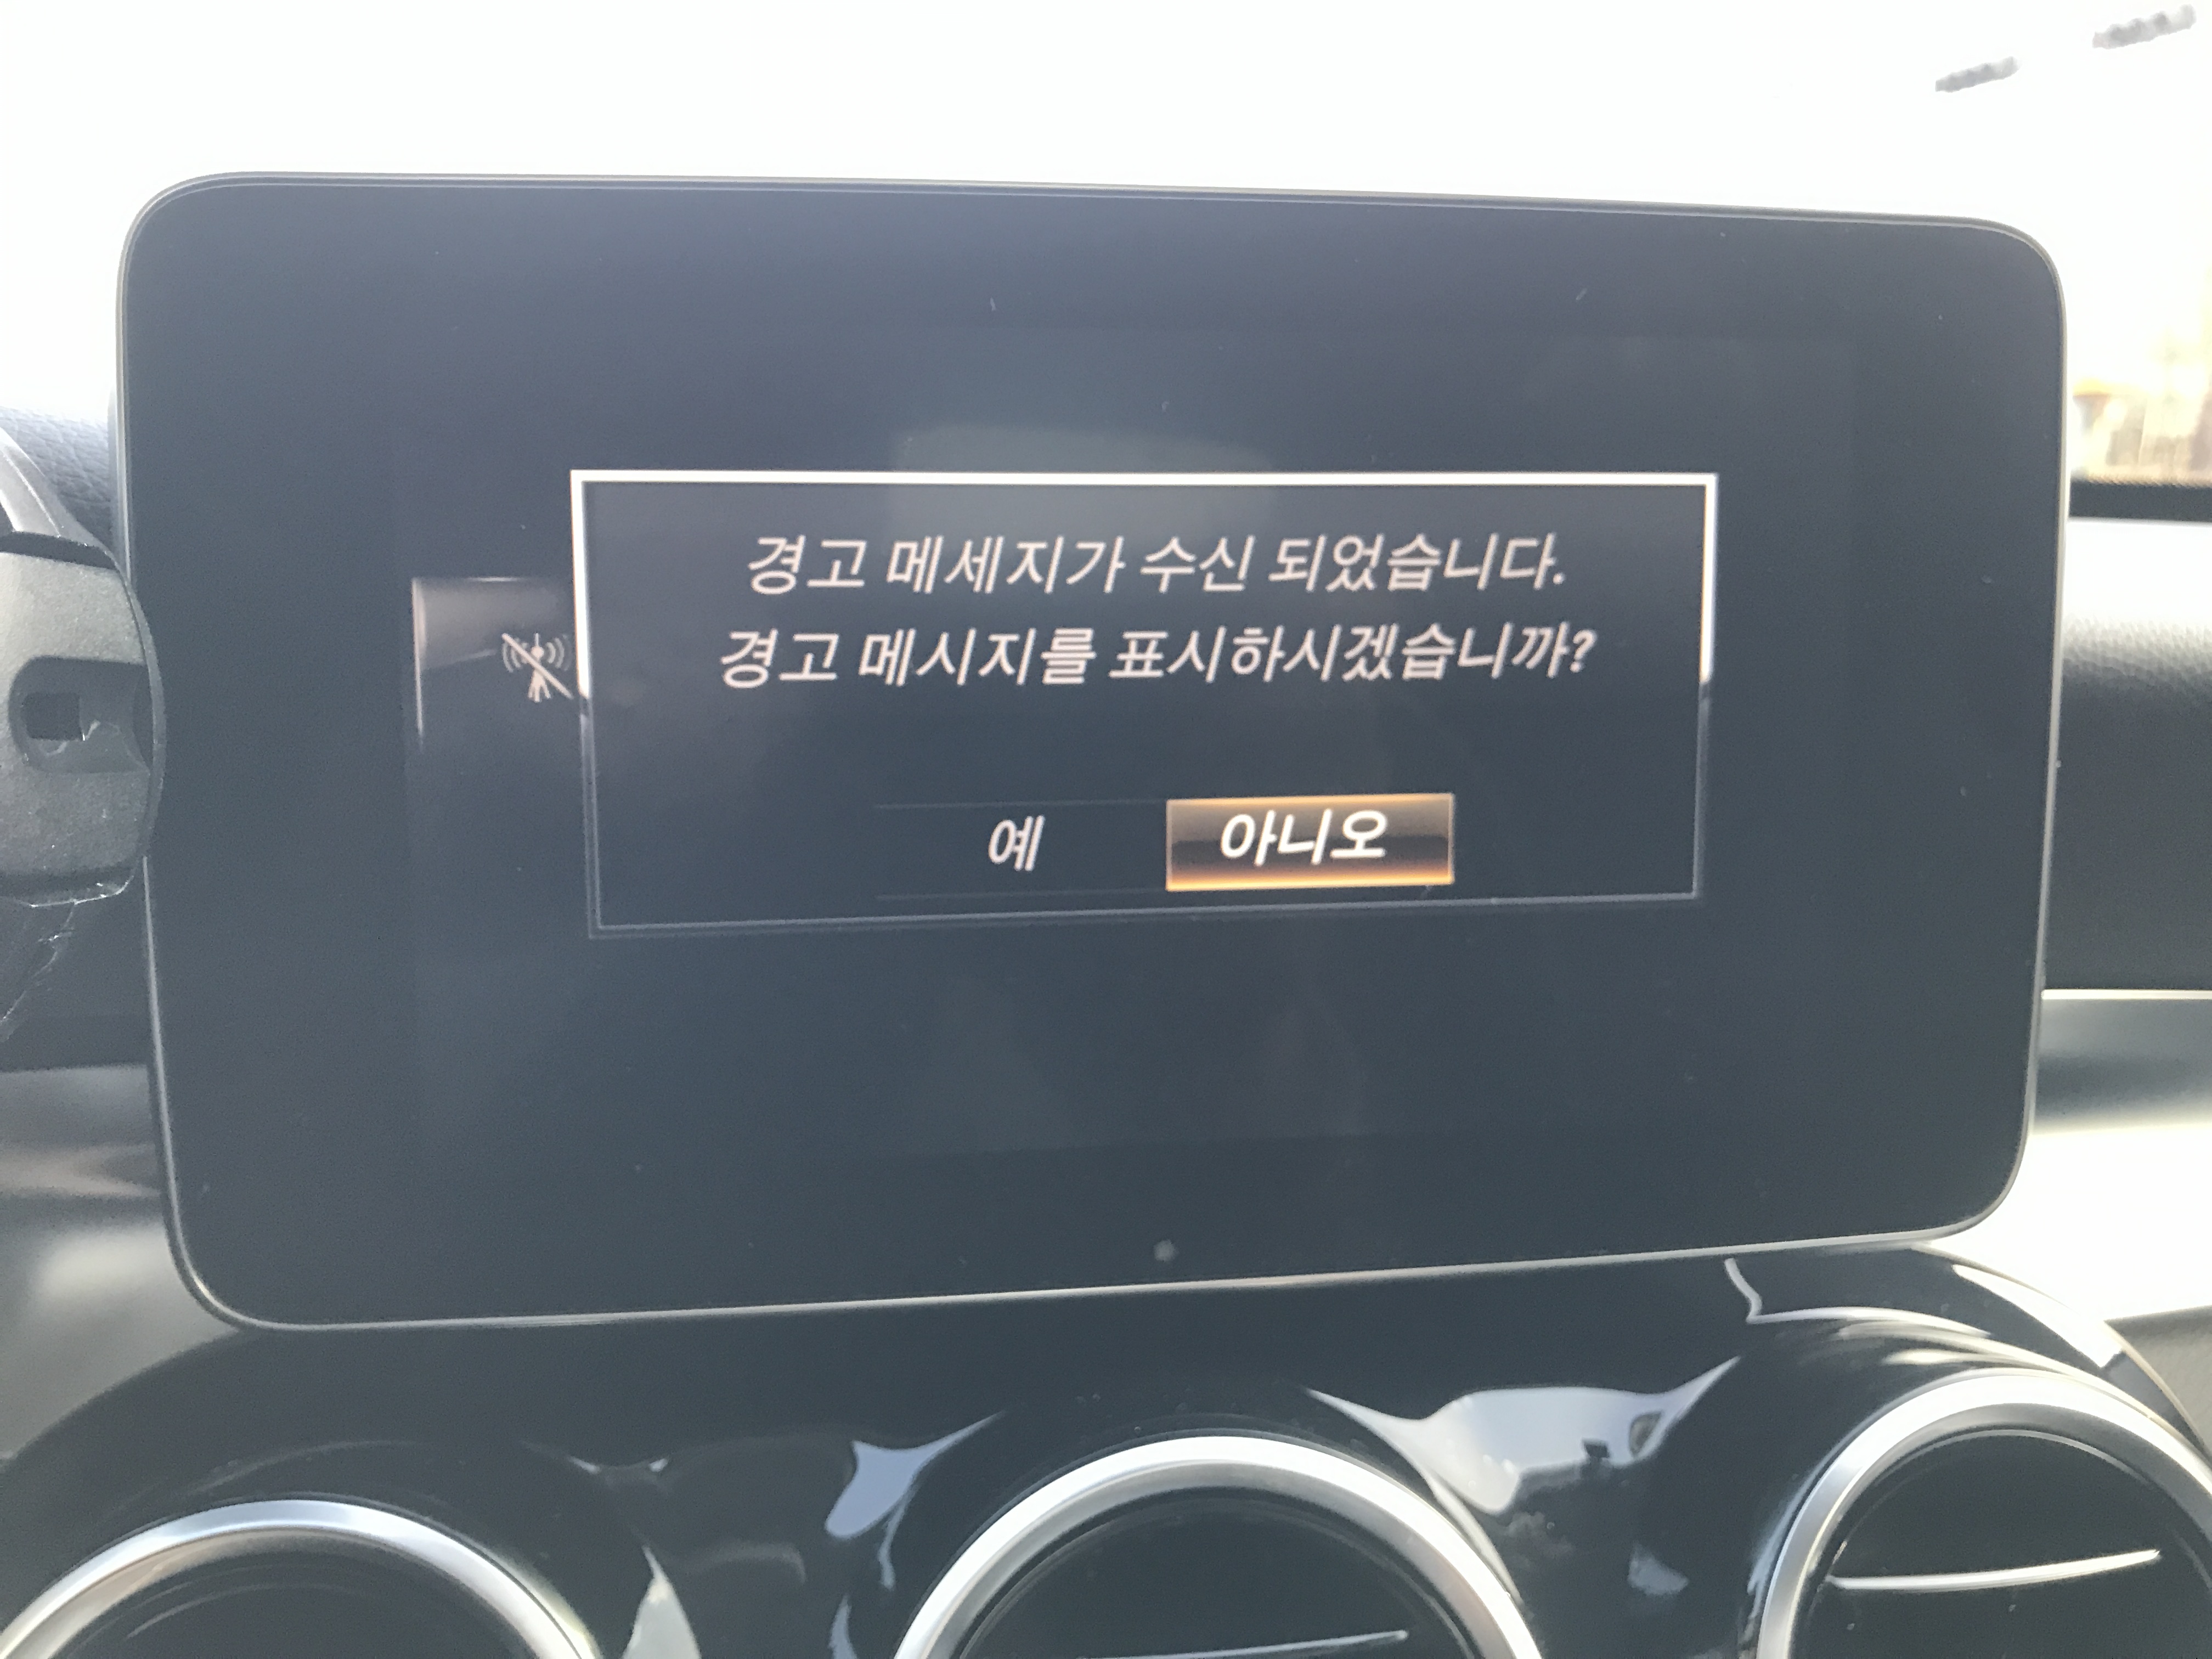 경고 메세지가 수신 되었습니다.
경고 메시지를 표시하시겠습니까?
예 아니오